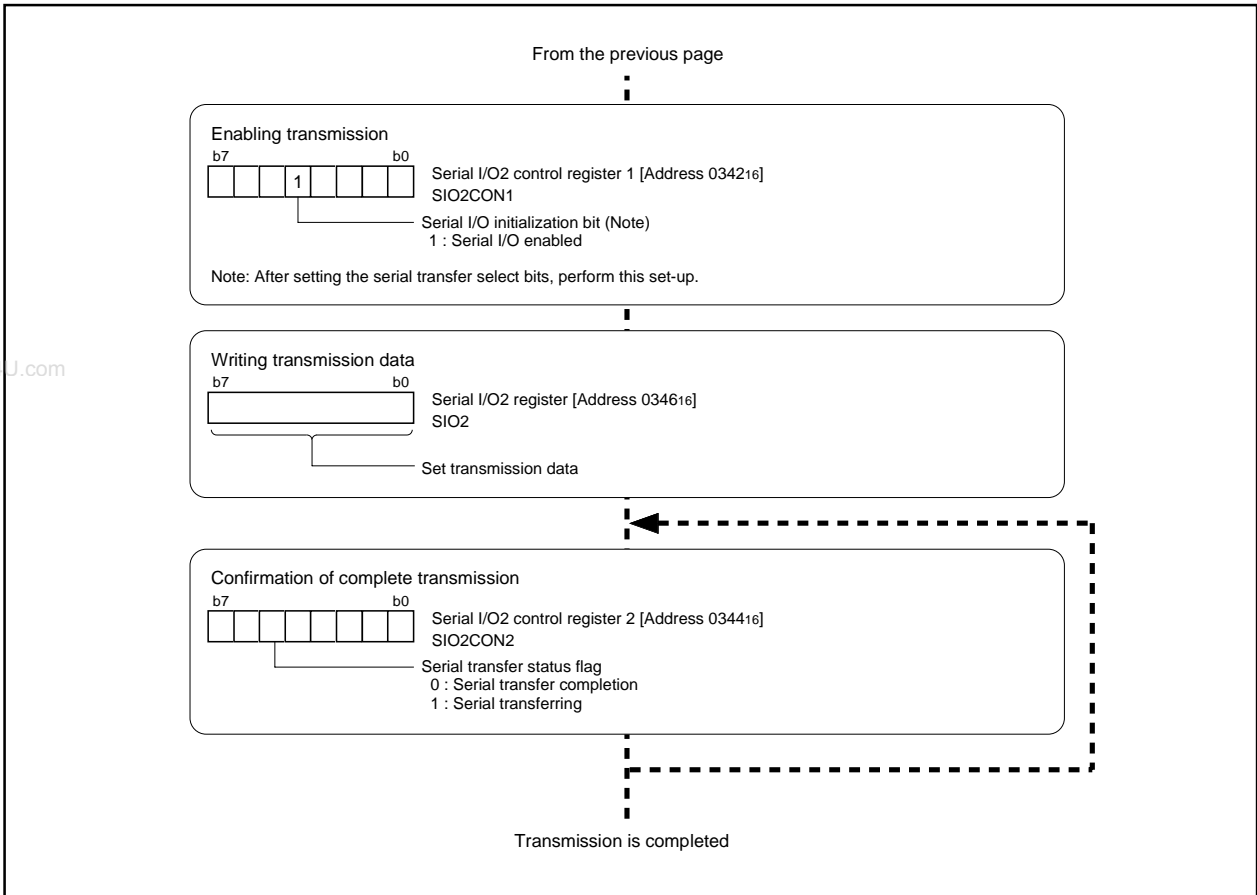 From the previous page
Enabling transmission
b7 b0
1
Serial I/O2 control register 1 [Address 034216]
SIO2CON1
Serial I/O initialization bit (Note)
1 : Serial I/O enabled
Note: After setting the serial transfer select bits, perform this set-up.
Writing transmission data
U.com
b7 b0
Serial I/O2 register [Address 034616]
SIO2
Set transmission data
Confirmation of complete transmission
b7 b0
Serial I/O2 control register 2 [Address 034416]
SIO2CON2
Serial transfer status flag
0 : Serial transfer completion
1 : Serial transferring
Transmission is completed